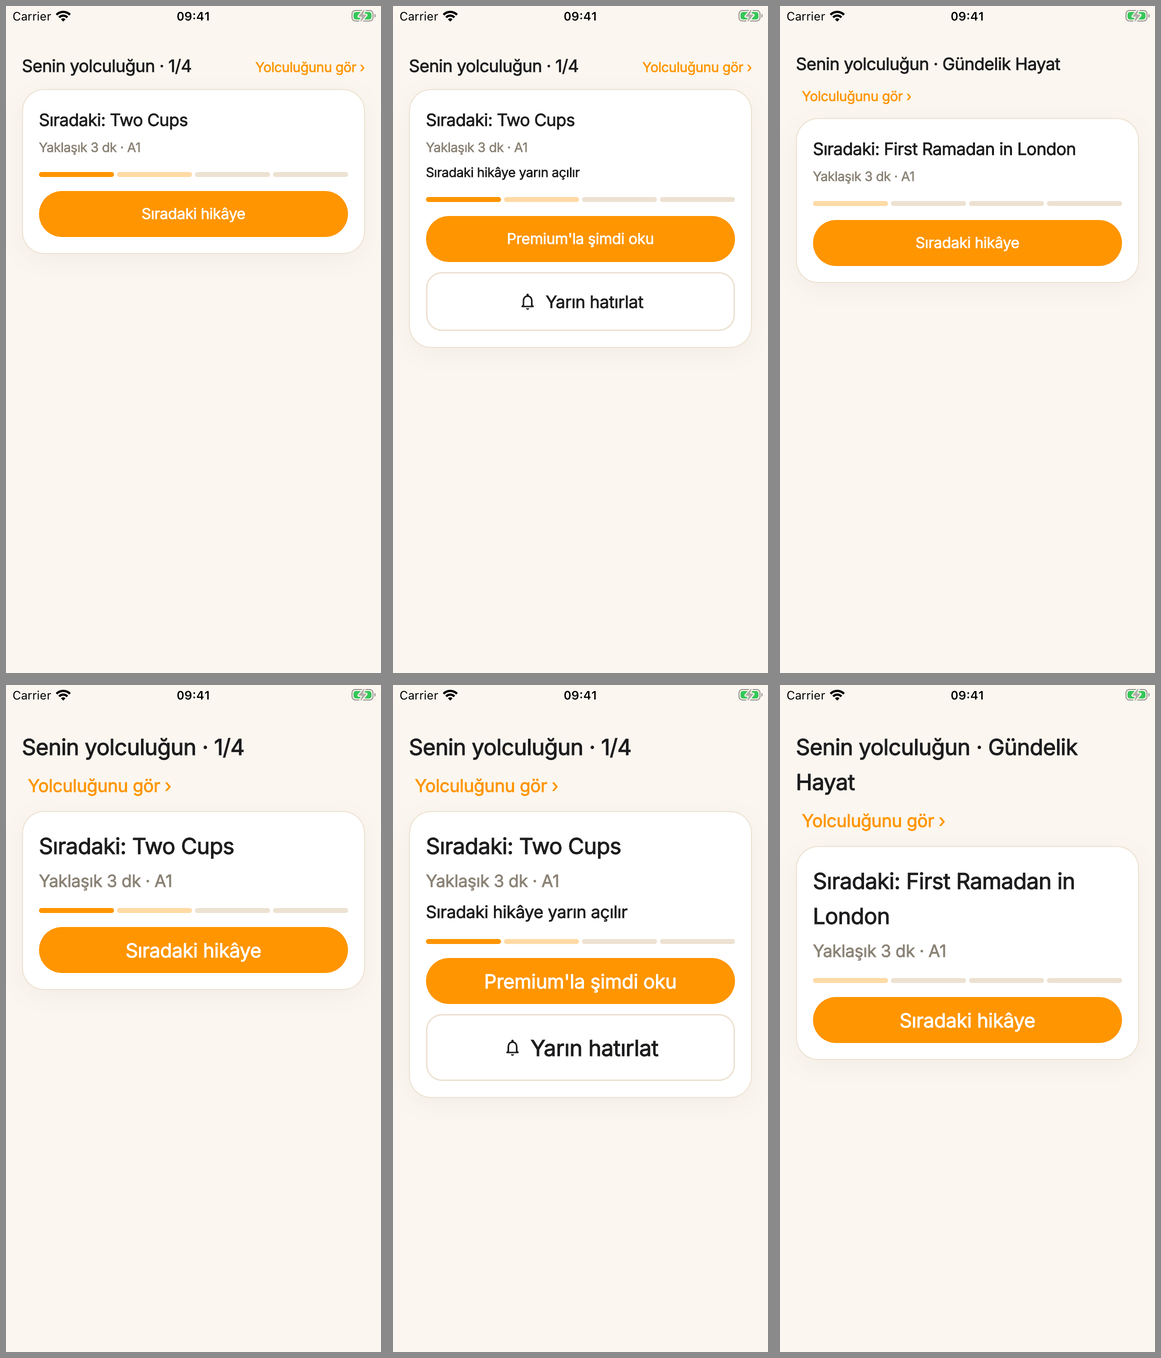 Carrier 09:41
Senin yolculuğun · 1/4 Yolculuğunu gör ›
Sıradaki: Two Cups
Yaklaşık 3 dk · A1
Sıradaki hikâye
Carrier 09:41
Senin yolculuğun · 1/4 Yolculuğunu gör ›
Sıradaki: Two Cups
Yaklaşık 3 dk · A1
Sıradaki hikâye yarın açılır
Premium'la şimdi oku
Yarın hatırlat
Carrier 09:41
Senin yolculuğun · Gündelik Hayat
Yolculuğunu gör ›
Sıradaki: First Ramadan in London
Yaklaşık 3 dk · A1
Sıradaki hikâye
Carrier 09:41
Senin yolculuğun · 1/4
Yolculuğunu gör ›
Sıradaki: Two Cups
Yaklaşık 3 dk · A1
Sıradaki hikâye
Carrier 09:41
Senin yolculuğun · 1/4
Yolculuğunu gör ›
Sıradaki: Two Cups
Yaklaşık 3 dk · A1
Sıradaki hikâye yarın açılır
Premium'la şimdi oku
Yarın hatırlat
Carrier 09:41
Senin yolculuğun · Gündelik
Hayat
Yolculuğunu gör ›
Sıradaki: First Ramadan in
London
Yaklaşık 3 dk · A1
Sıradaki hikâye